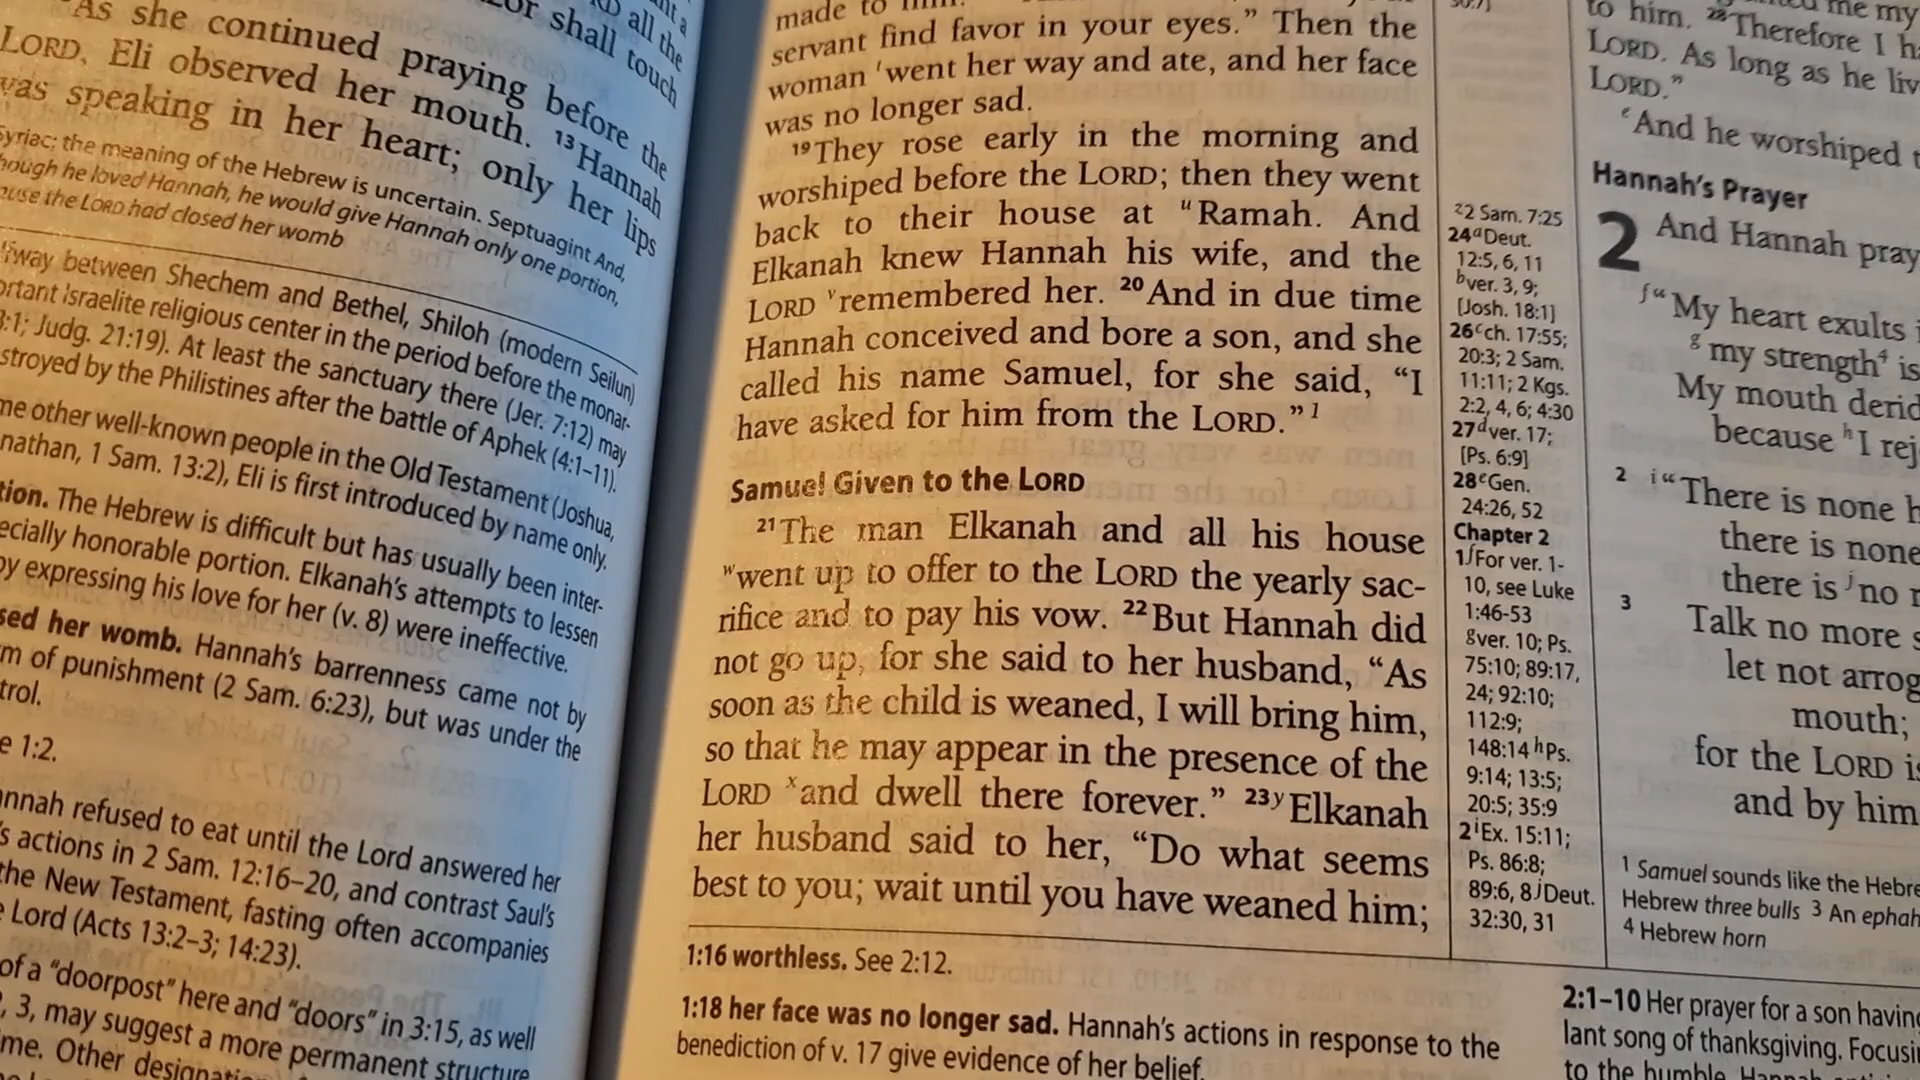 or shall touch
all the
As she continued praying before the
LORD, Eli observed her mouth. 13 Hannah
was speaking in her heart; only her lips
Syriac; the meaning of the Hebrew is uncertain. Septuagint And,
though he loved Hannah, he would give Hannah only one portion,
the LORD had closed her womb
between Shechem and Bethel, Shiloh (modern Seilun)
Israelite religious center in the period before the monar-
Judg. 21:19). At least the sanctuary there (Jer. 7:12) may
by the Philistines after the battle of Aphek (4:1–11).
other well-known people in the Old Testament (Joshua,
1 Sam. 13:2), Eli is first introduced by name only.
The Hebrew is difficult but has usually been inter-
honorable portion. Elkanah's attempts to lessen
by expressing his love for her (v. 8) were ineffective.
her womb. Hannah's barrenness came not by
of punishment (2 Sam. 6:23), but was under the
trol.
1:2.
nnah refused to eat until the Lord answered her
actions in 2 Sam. 12:16–20, and contrast Saul's
the New Testament, fasting often accompanies
Lord (Acts 13:2–3; 14:23).
of a "doorpost" here and "doors" in 3:15, as well
3, may suggest a more permanent structure
Other
made to
servant find favor in your eyes." Then the
woman t went her way and ate, and her face
was no longer sad.
19 They rose early in the morning and
worshiped before the LORD; then they went
back to their house at u Ramah. And
Elkanah knew Hannah his wife, and the
LORD v remembered her. 20 And in due time
Hannah conceived and bore a son, and she
called his name Samuel, for she said, "I
have asked for him from the LORD." 1
Samuel Given to the LORD
21 The man Elkanah and all his house
w went up to offer to the LORD the yearly sac-
rifice and to pay his vow. 22 But Hannah did
not go up, for she said to her husband, "As
soon as the child is weaned, I will bring him,
so that he may appear in the presence of the
LORD x and dwell there forever." 23 y Elkanah
her husband said to her, "Do what seems
best to you; wait until you have weaned him;
1:16 worthless. See 2:12.
1:18 her face was no longer sad. Hannah's actions in response to the
benediction of v. 17 give evidence of her belief.
z 2 Sam. 7:25
24 a Deut.
12:5, 6, 11
b ver. 3, 9;
[Josh. 18:1]
26 c ch. 17:55;
20:3; 2 Sam.
11:11; 2 Kgs.
2:2, 4, 6; 4:30
27 d ver. 17;
[Ps. 6:9]
28 e Gen.
24:26, 52
Chapter 2
1 f For ver. 1-
10, see Luke
1:46-53
g ver. 10; Ps.
75:10; 89:17,
24; 92:10;
112:9;
148:14 h Ps.
9:14; 13:5;
20:5; 35:9
2 i Ex. 15:11;
Ps. 86:8;
89:6, 8 j Deut.
32:30, 31
me my
to him. 28 Therefore I
LORD. As long as he liv
LORD."
e And he worshiped
Hannah's Prayer
2 And Hannah pray
f "My heart exults
g my strength 4 is
My mouth derid
because h I rej
2 i "There is none h
there is none
there is j no
3 Talk no more
let not arrog
mouth;
for the LORD is
and by him
1 Samuel sounds like the Hebre
Hebrew three bulls 3 An ephah
4 Hebrew horn
2:1–10 Her prayer for a son having
lant song of thanksgiving. Focusi
to the humble, Hannah